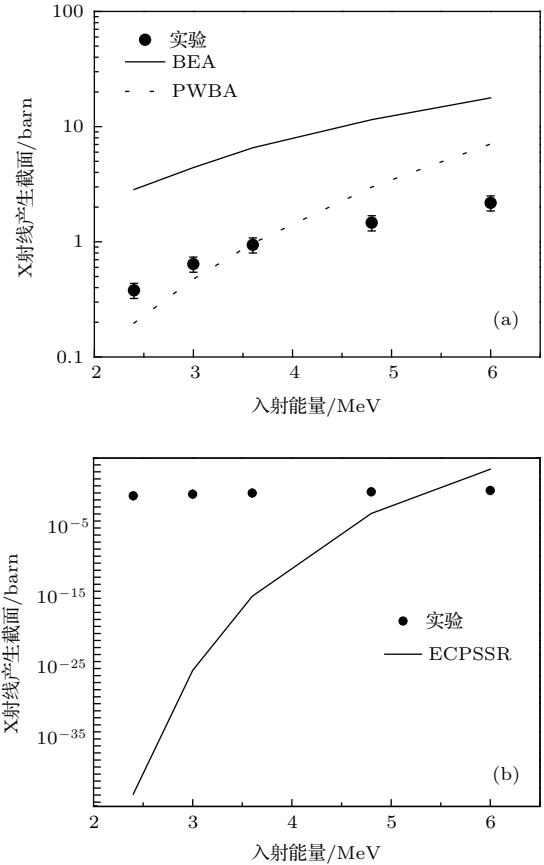 100
10
1
0.1
X射线产生截面/barn
实验
BEA
PWBA
(a)
2 3 4 5 6
入射能量/MeV
10-5
10-15
10-25
10-35
X射线产生截面/barn
实验
ECPSSR
(b)
2 3 4 5 6
入射能量/MeV